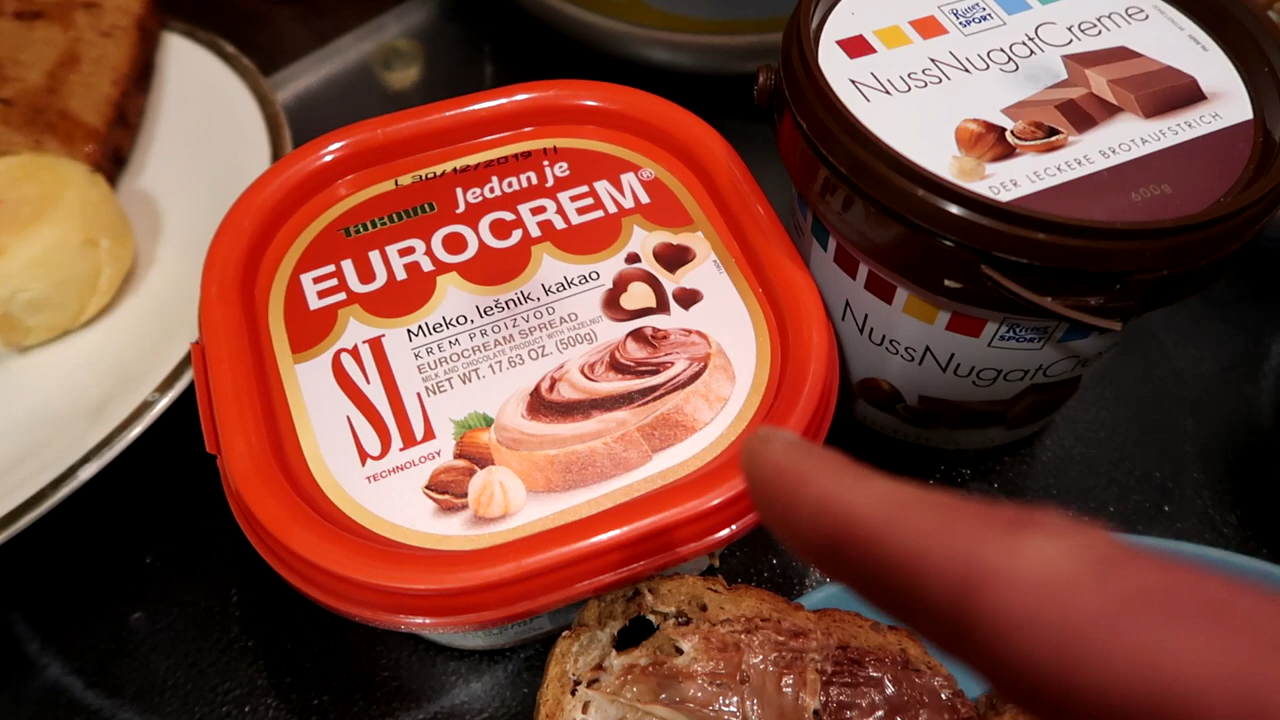 L 30/12/2019 11
Takovo
Jedan je
EUROCREM®
Mleko, lešnik, kakao
KREM PROIZVOD
EUROCREAM SPREAD
MILK AND CHOCOLATE PRODUCT WITH HAZELNUT
NET WT. 17.63 OZ. (500g)
SL
TECHNOLOGY
Ritter
SPORT
NussNugatCreme
DER LECKERE BROTAUFSTRICH
600g
Ritter
SPORT
NussNugatCre